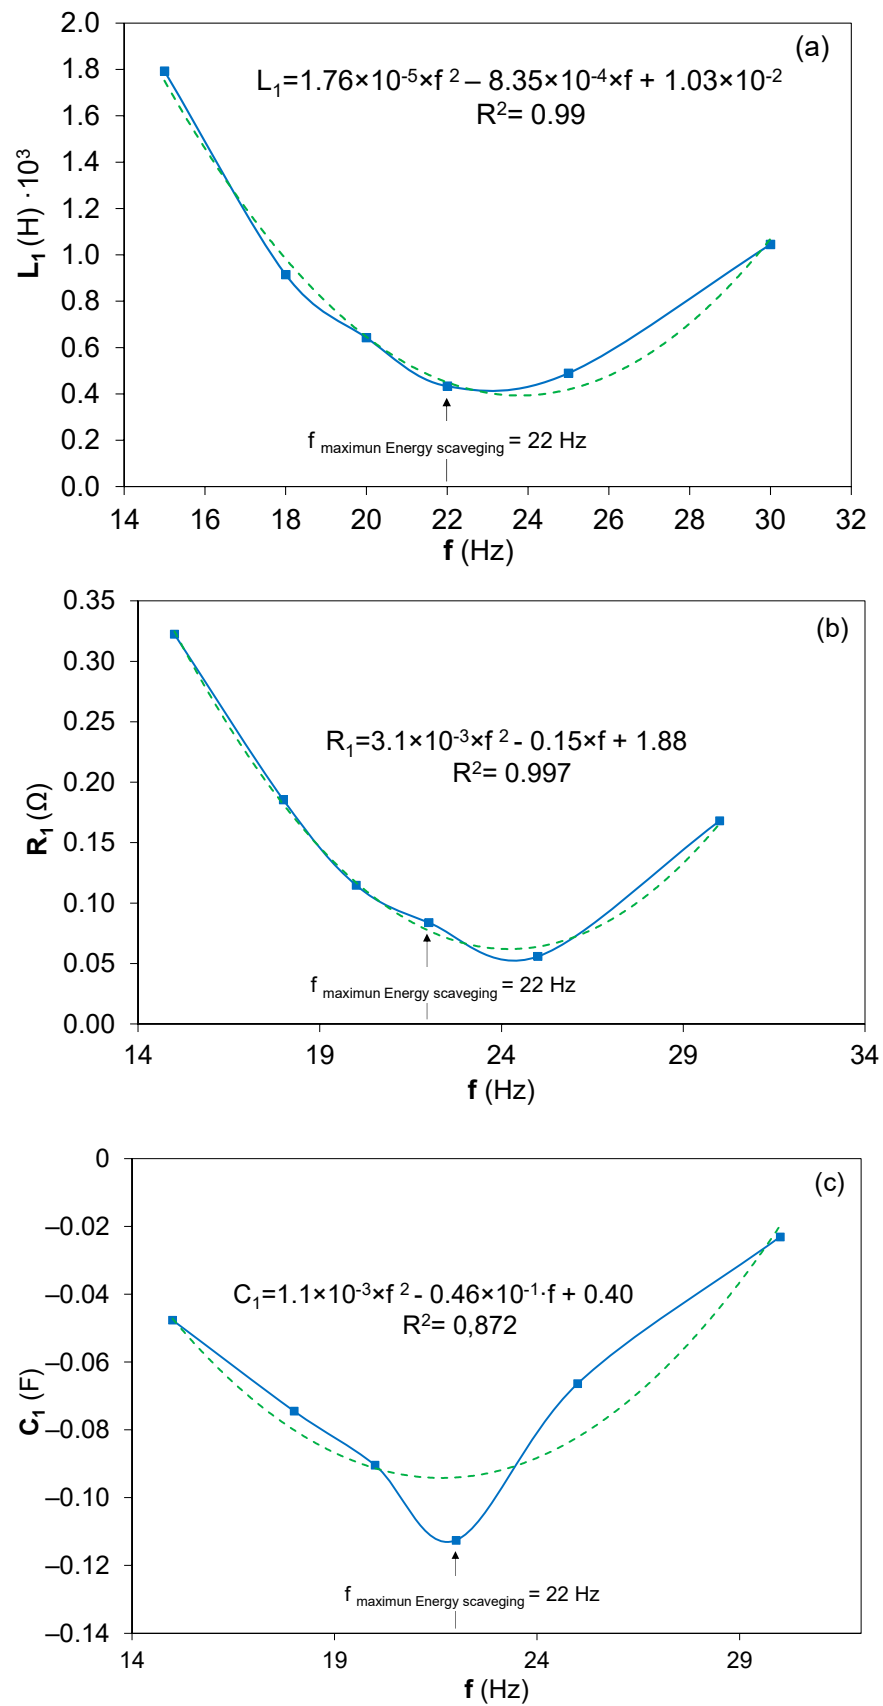 (a)
L₁=1.76×10⁻⁵×f ² – 8.35×10⁻⁴×f + 1.03×10⁻²
R²= 0.99
2.0
1.8
1.6
1.4
1.2
1.0
0.8
0.6
0.4
0.2
0.0
L₁ (H) ·10³
f maximun Energy scaveging = 22 Hz
14 16 18 20 22 24 26 28 30 32
f (Hz)
(b)
R₁=3.1×10⁻³×f ² - 0.15×f + 1.88
R²= 0.997
0.35
0.30
0.25
0.20
0.15
0.10
0.05
0.00
R₁ (Ω)
f maximun Energy scaveging = 22 Hz
14 19 24 29 34
f (Hz)
(c)
C₁=1.1×10⁻³×f ² - 0.46×10⁻¹·f + 0.40
R²= 0,872
0
–0.02
–0.04
–0.06
–0.08
–0.10
–0.12
–0.14
C₁ (F)
f maximun Energy scaveging = 22 Hz
14 19 24 29
f (Hz)